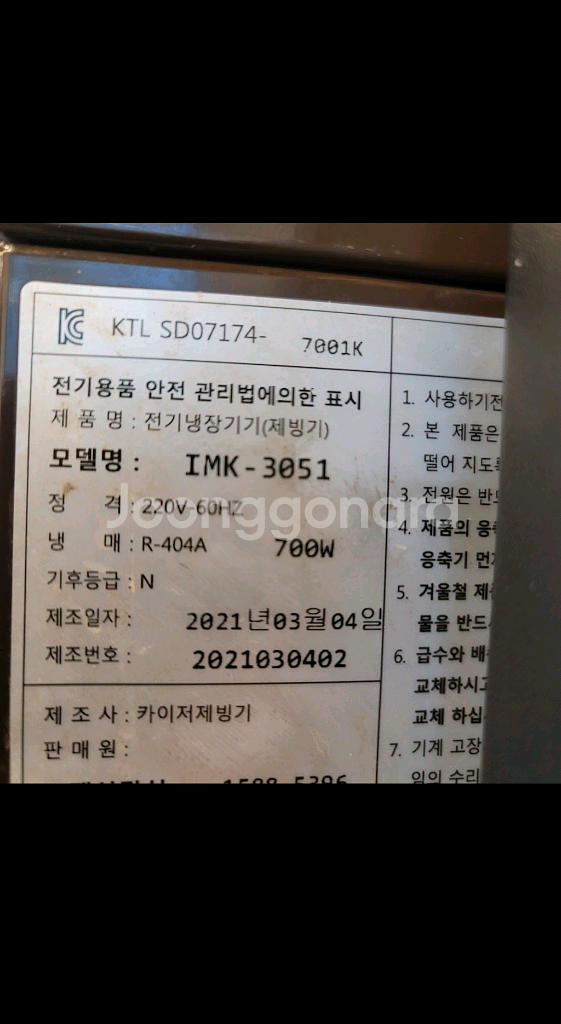 KTL SD07174- 7001K
전기용품 안전 관리법에의한 표시
제 품 명 : 전기냉장기기(제빙기)
모델명 : IMK-3051
정 격 : 220V-60HZ
냉 매 : R-404A 700W
기후등급 : N
제조일자 : 2021년03월04일
제조번호 : 2021030402
제 조 사 : 카이저제빙기
판 매 원 :
1. 사용하기전
2. 본 제품은
떨어 지도록
3. 전원은 반드
4. 제품의 응
응축기 먼
5. 겨울철 제
물을 반드
6. 급수와 배
교체하시
교체 하십
7. 기계 고장
임의 수리
Joonggonara